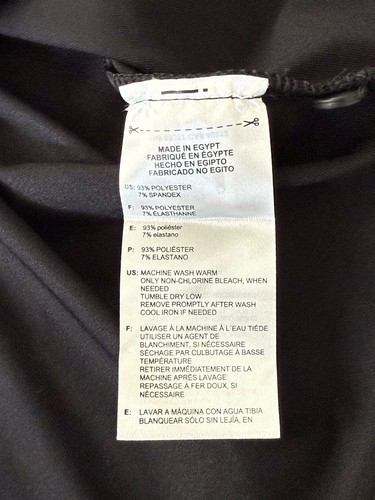 MADE IN EGYPT
FABRIQUÉ EN ÉGYPTE
HECHO EN EGIPTO
FABRICADO NO EGITO
US: 93% POLYESTER
7% SPANDEX
F: 93% POLYESTER
7% ÉLASTHANNE
E: 93% poliéster
7% elastano
P: 93% POLIÉSTER
7% ELASTANO
US: MACHINE WASH WARM
ONLY NON-CHLORINE BLEACH, WHEN
NEEDED
TUMBLE DRY LOW
REMOVE PROMPTLY AFTER WASH
COOL IRON IF NEEDED
F: LAVAGE À LA MACHINE À L'EAU TIÈDE
UTILISER UN AGENT DE
BLANCHIMENT, SI NÉCESSAIRE
SÉCHAGE PAR CULBUTAGE À BASSE
TEMPÉRATURE
RETIRER IMMÉDIATEMENT DE LA
MACHINE APRÈS LAVAGE
REPASSAGE À FER DOUX, SI
NÉCESSAIRE
E: LAVAR A MÁQUINA CON AGUA TIBIA
BLANQUEAR SÓLO SIN LEJÍA, EN